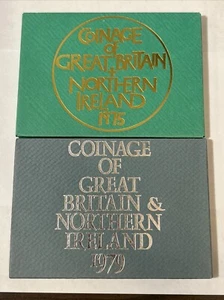 COINAGE
of
GREAT BRITAIN
+
NORTHERN
IRELAND
1975
COINAGE
OF
GREAT
BRITAIN &
NORTHERN
IRELAND
1979